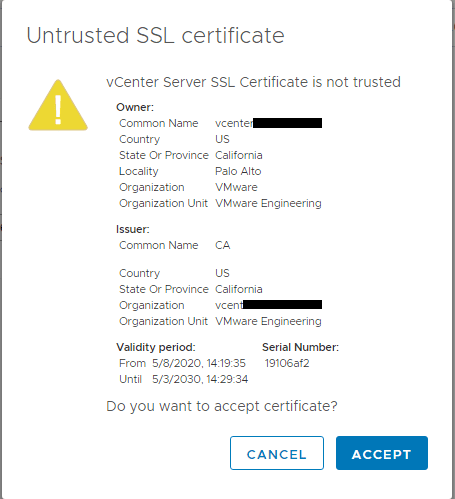 Untrusted SSL certificate
vCenter Server SSL Certificate is not trusted
Owner:
Common Name vcenter
Country US
State Or Province California
Locality Palo Alto
Organization VMware
Organization Unit VMware Engineering
Issuer:
Common Name CA
Country US
State Or Province California
Organization vcent
Organization Unit VMware Engineering
Validity period: Serial Number:
From 5/8/2020, 14:19:35 19106af2
Until 5/3/2030, 14:29:34
Do you want to accept certificate?
CANCEL ACCEPT